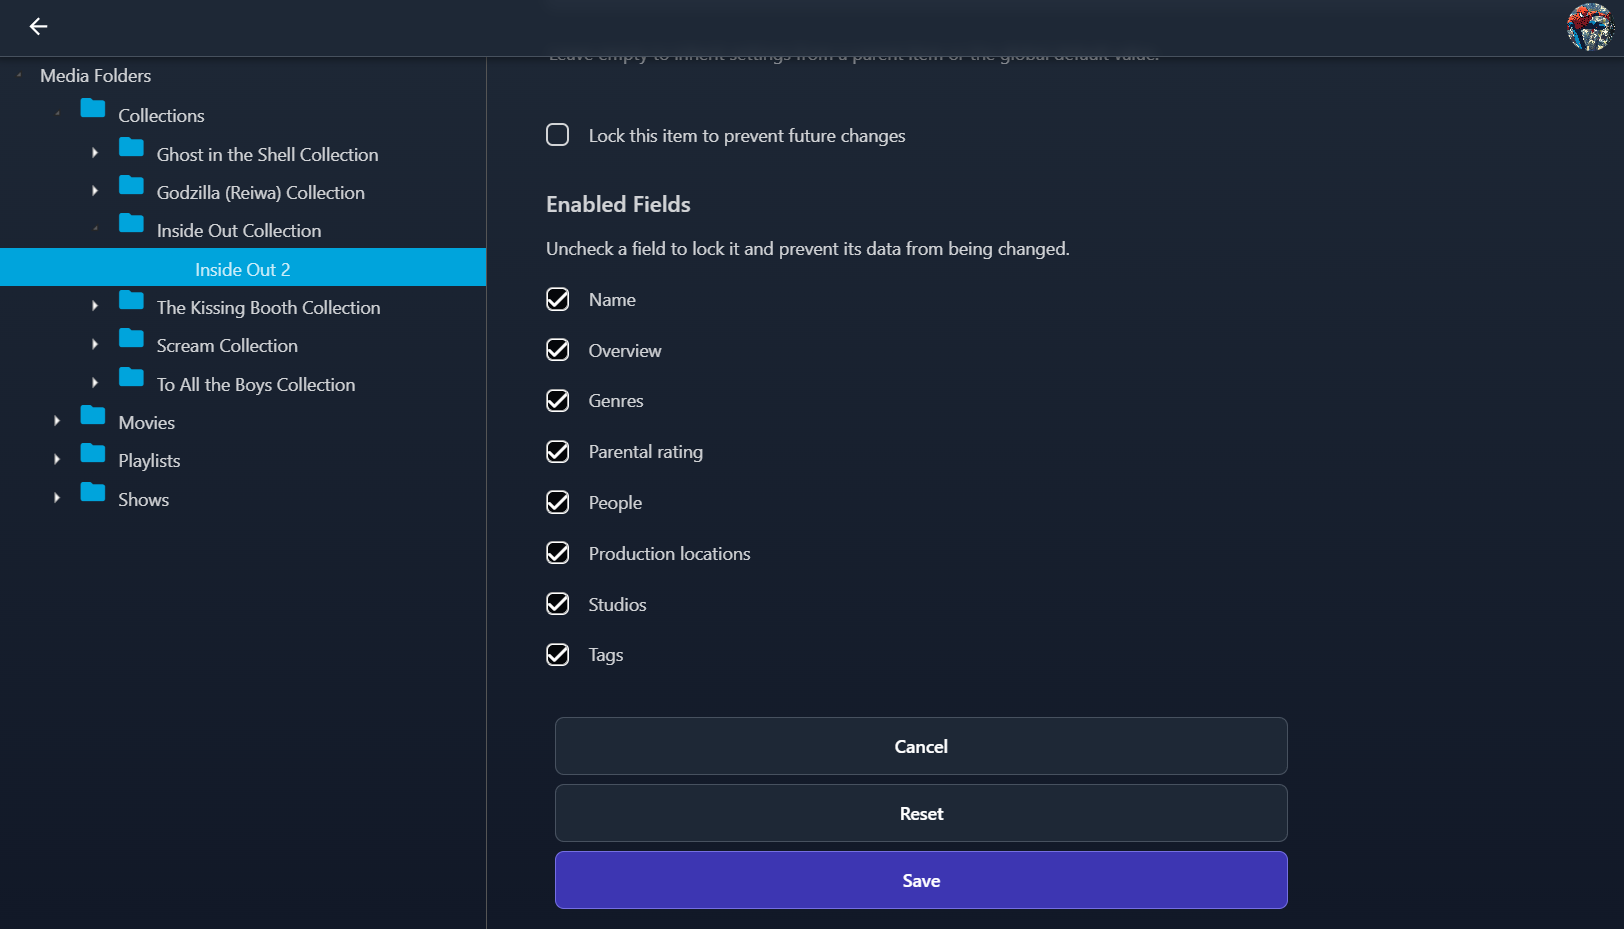 Media Folders
Collections
Ghost in the Shell Collection
Godzilla (Reiwa) Collection
Inside Out Collection
Inside Out 2
The Kissing Booth Collection
Scream Collection
To All the Boys Collection
Movies
Playlists
Shows
Leave empty to inherit settings from a parent item or the global default value.
Lock this item to prevent future changes
Enabled Fields
Uncheck a field to lock it and prevent its data from being changed.
Name
Overview
Genres
Parental rating
People
Production locations
Studios
Tags
Cancel
Reset
Save